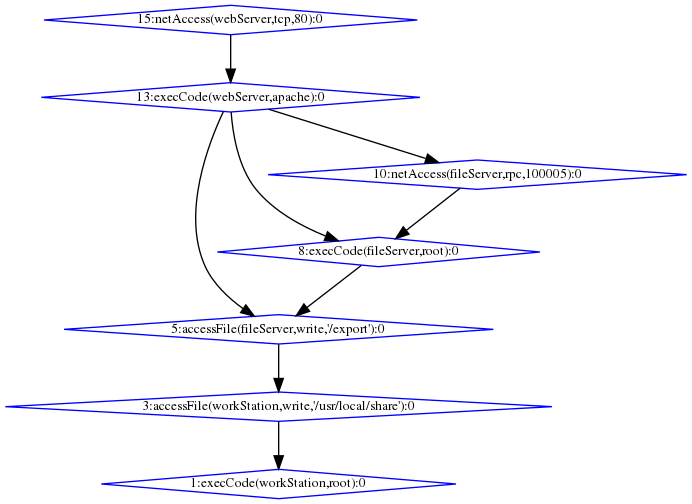 15:netAccess(webServer,tcp,80):0
13:execCode(webServer,apache):0
10:netAccess(fileServer,rpc,100005):0
8:execCode(fileServer,root):0
5:accessFile(fileServer,write,'/export'):0
3:accessFile(workStation,write,'/usr/local/share'):0
1:execCode(workStation,root):0